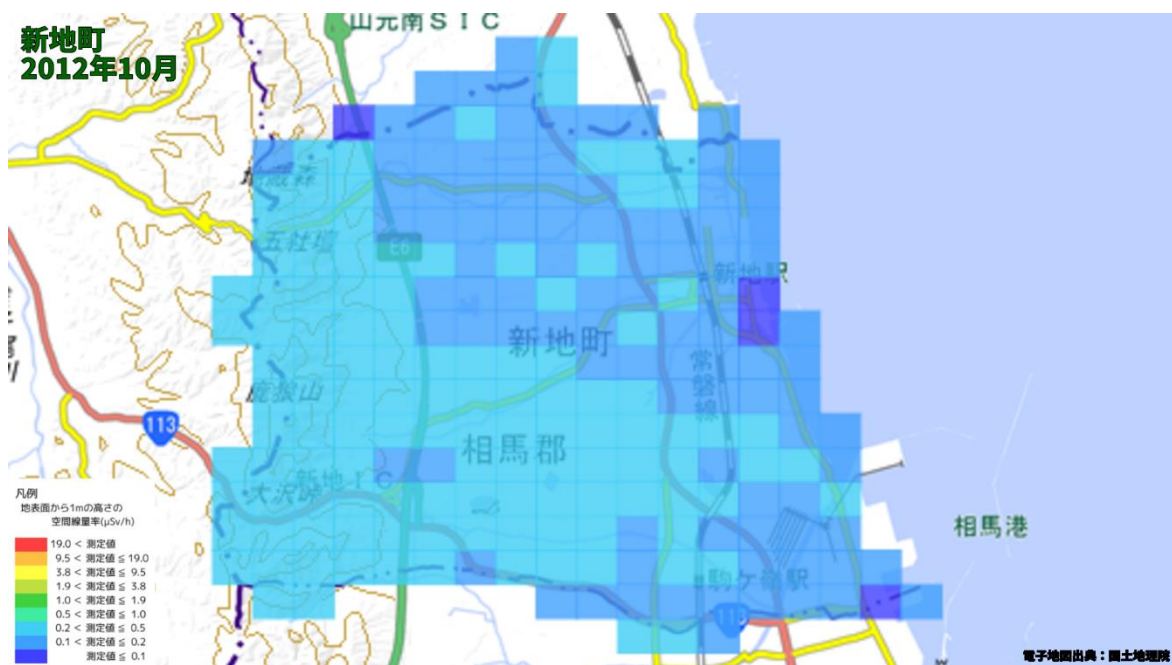 新地町
2012年10月
山元南ＳＩＣ
地蔵森
五社壇
E6
新地駅
新地町
常磐線
鹿狼山
113
相馬郡
新地ＩＣ
大沢峠
相馬港
駒ケ嶺駅
113
凡例
地表面から1mの高さの
空間線量率(μSv/h)
19.0 < 測定値
9.5 < 測定値 ≤ 19.0
3.8 < 測定値 ≤ 9.5
1.9 < 測定値 ≤ 3.8
1.0 < 測定値 ≤ 1.9
0.5 < 測定値 ≤ 1.0
0.2 < 測定値 ≤ 0.5
0.1 < 測定値 ≤ 0.2
測定値 ≤ 0.1
電子地図出典：国土地理院